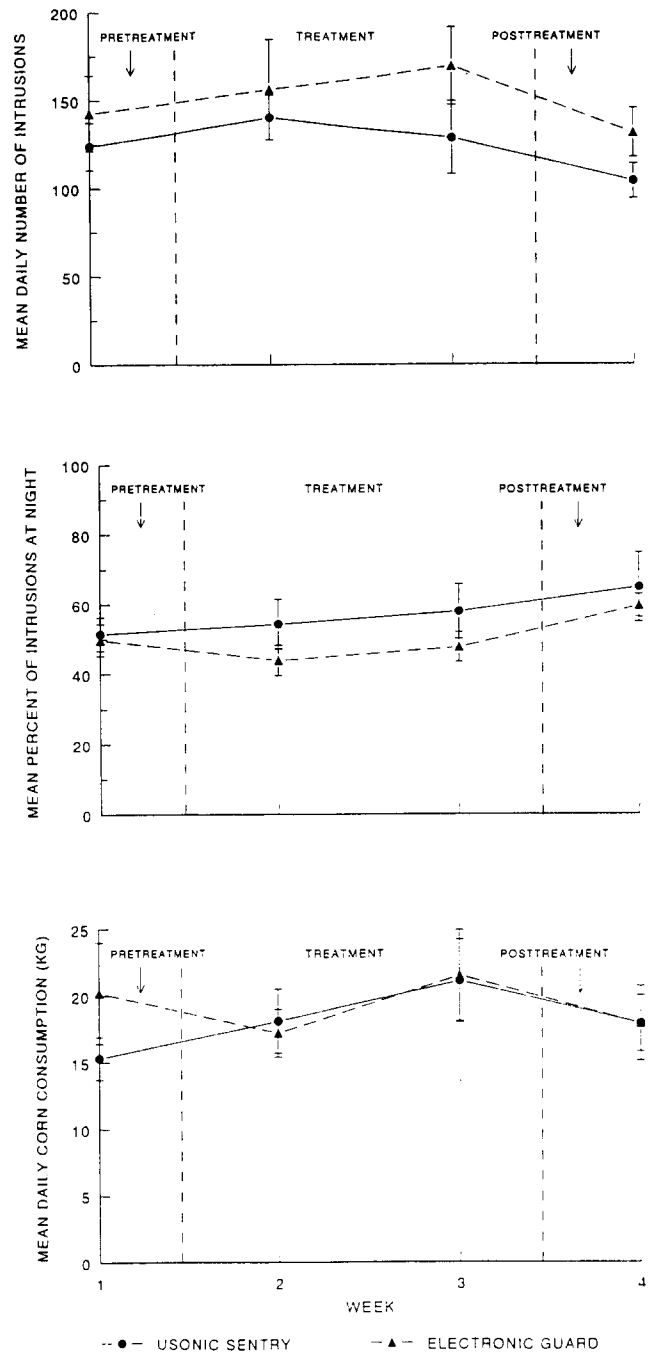 MEAN DAILY NUMBER OF INTRUSIONS
200
150
100
50
0
PRETREATMENT
TREATMENT
POSTTREATMENT
MEAN PERCENT OF INTRUSIONS AT NIGHT
100
80
60
40
20
0
PRETREATMENT
TREATMENT
POSTTREATMENT
MEAN DAILY CORN CONSUMPTION (KG)
25
20
15
10
5
0
PRETREATMENT
TREATMENT
POSTTREATMENT
1 2 3 4
WEEK
USONIC SENTRY ELECTRONIC GUARD